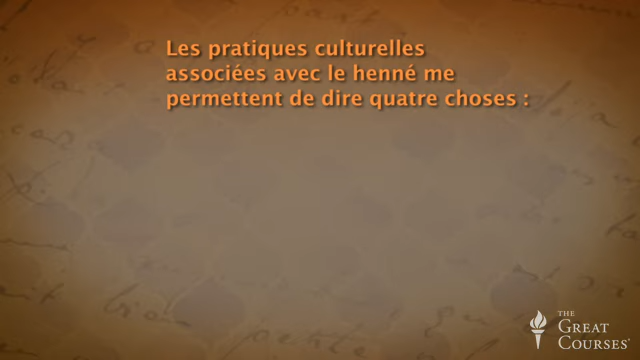 Les pratiques culturelles
associées avec le henné me
permettent de dire quatre choses :
THE
GREAT
COURSES®